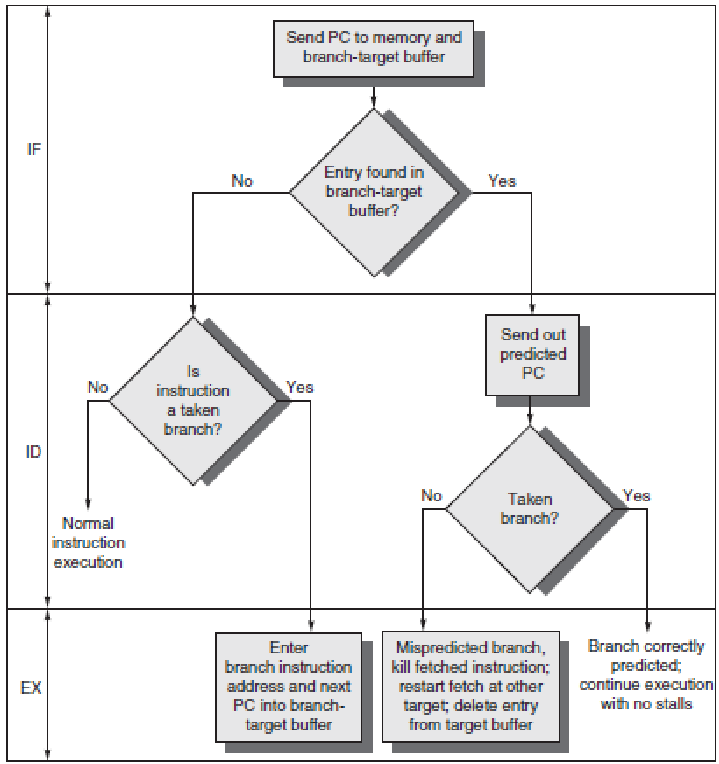 Send PC to memory and
branch-target buffer
IF
Entry found in
branch-target
buffer?
No
Yes
Send out
predicted
PC
Is
instruction
a taken
branch?
No
Yes
ID
Taken
branch?
No
Yes
Normal
instruction
execution
EX
Enter
branch instruction
address and next
PC into branch-
target buffer
Mispredicted branch,
kill fetched instruction;
restart fetch at other
target; delete entry
from target buffer
Branch correctly
predicted;
continue execution
with no stalls